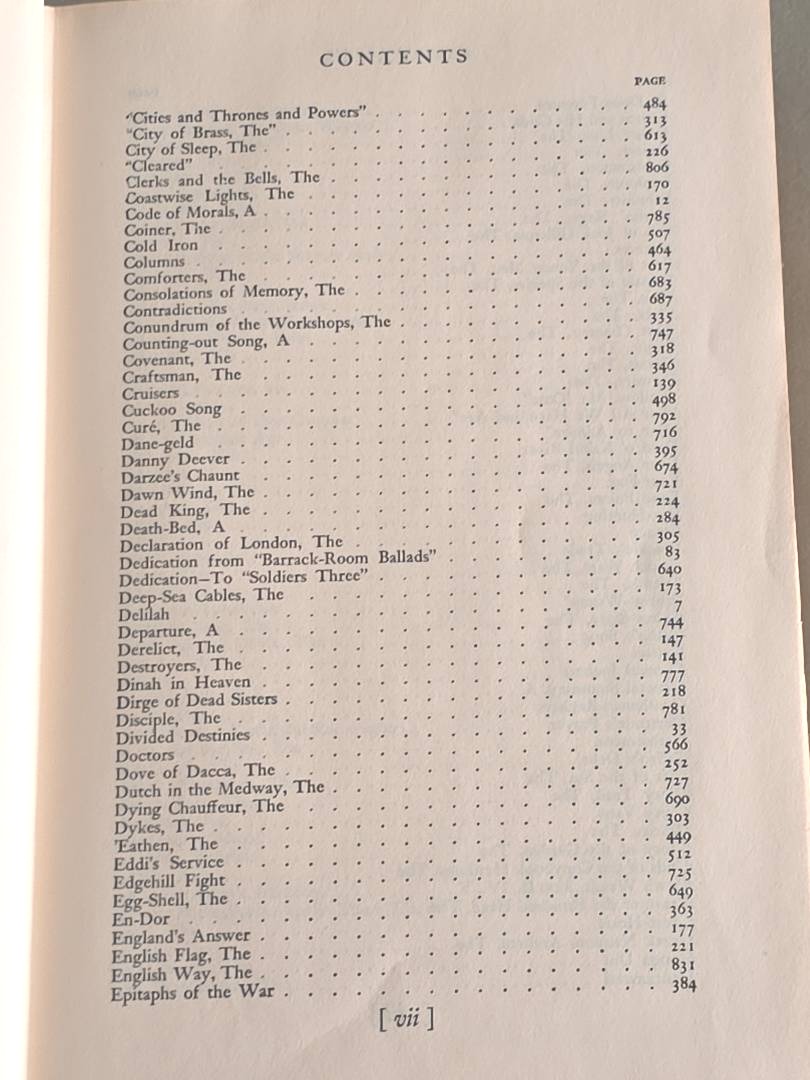 CONTENTS
PAGE
"Cities and Thrones and Powers" . . . . . . . . . . . 484
"City of Brass, The" . . . . . . . . . . . 313
City of Sleep, The . . . . . . . . . . . 613
"Cleared" . . . . . . . . . . . 226
Clerks and the Bells, The . . . . . . . . . . . 806
Coastwise Lights, The . . . . . . . . . . . 170
Code of Morals, A . . . . . . . . . . . 12
Coiner, The . . . . . . . . . . . 785
Cold Iron . . . . . . . . . . . 507
Columns . . . . . . . . . . . 464
Comforters, The . . . . . . . . . . . 617
Consolations of Memory, The . . . . . . . . . . . 683
Contradictions . . . . . . . . . . . 687
Conundrum of the Workshops, The . . . . . . . . . . . 335
Counting-out Song, A . . . . . . . . . . . 747
Covenant, The . . . . . . . . . . . 318
Craftsman, The . . . . . . . . . . . 346
Cruisers . . . . . . . . . . . 139
Cuckoo Song . . . . . . . . . . . 498
Curé, The . . . . . . . . . . . 792
Dane-geld . . . . . . . . . . . 716
Danny Deever . . . . . . . . . . . 395
Darzee's Chaunt . . . . . . . . . . . 674
Dawn Wind, The . . . . . . . . . . . 721
Dead King, The . . . . . . . . . . . 224
Death-Bed, A . . . . . . . . . . . 284
Declaration of London, The . . . . . . . . . . . 305
Dedication from "Barrack-Room Ballads" . . . . . . . . . 83
Dedication—To "Soldiers Three" . . . . . . . . . . . 640
Deep-Sea Cables, The . . . . . . . . . . . 173
Delilah . . . . . . . . . . . 7
Departure, A . . . . . . . . . . . 744
Derelict, The . . . . . . . . . . . 147
Destroyers, The . . . . . . . . . . . 141
Dinah in Heaven . . . . . . . . . . . 777
Dirge of Dead Sisters . . . . . . . . . . . 218
Disciple, The . . . . . . . . . . . 781
Divided Destinies . . . . . . . . . . . 33
Doctors . . . . . . . . . . . 566
Dove of Dacca, The . . . . . . . . . . . 252
Dutch in the Medway, The . . . . . . . . . . . 727
Dying Chauffeur, The . . . . . . . . . . . 690
Dykes, The . . . . . . . . . . . 303
'Eathen, The . . . . . . . . . . . 449
Eddi's Service . . . . . . . . . . . 512
Edgehill Fight . . . . . . . . . . . 725
Egg-Shell, The . . . . . . . . . . . 649
En-Dor . . . . . . . . . . . 363
England's Answer . . . . . . . . . . . 177
English Flag, The . . . . . . . . . . . 221
English Way, The . . . . . . . . . . . 831
Epitaphs of the War . . . . . . . . . . . 384
[ vii ]